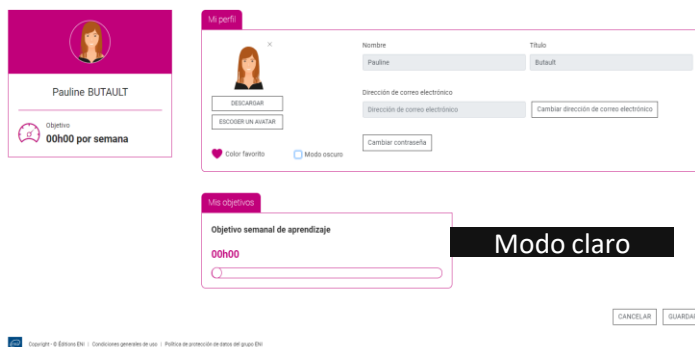 Mi perfil
Pauline BUTAULT
Objetivo
00h00 por semana
×
DESCARGAR
ESCOGER UN AVATAR
Color favorito
Modo oscuro
Nombre
Título
Pauline
Butault
Dirección de correo electrónico
Dirección de correo electrónico
Cambiar dirección de correo electrónico
Cambiar contraseña
Mis objetivos
Objetivo semanal de aprendizaje
00h00
Modo claro
CANCELAR
GUARDAR
Copyright - © Éditions ENI | Condiciones generales de uso | Política de protección de datos del grupo ENI